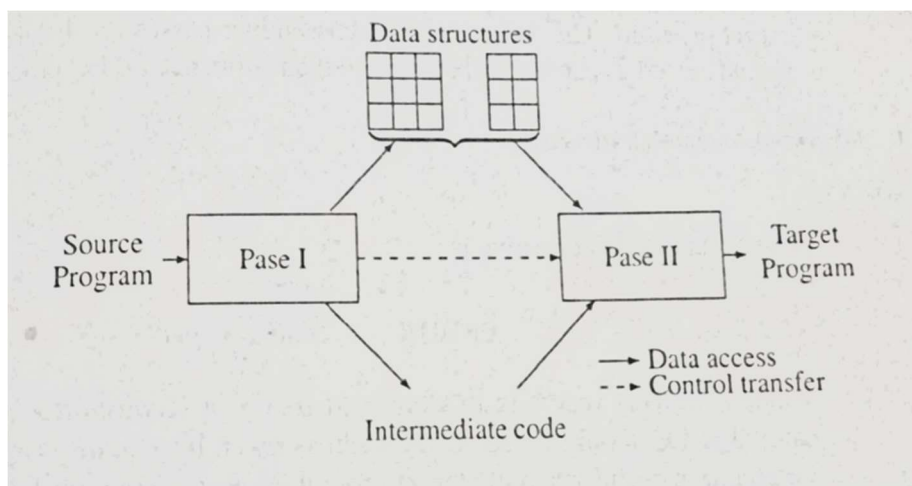 Data structures
Source
Program
Pase I
Pase II
Target
Program
Data access
Control transfer
Intermediate code